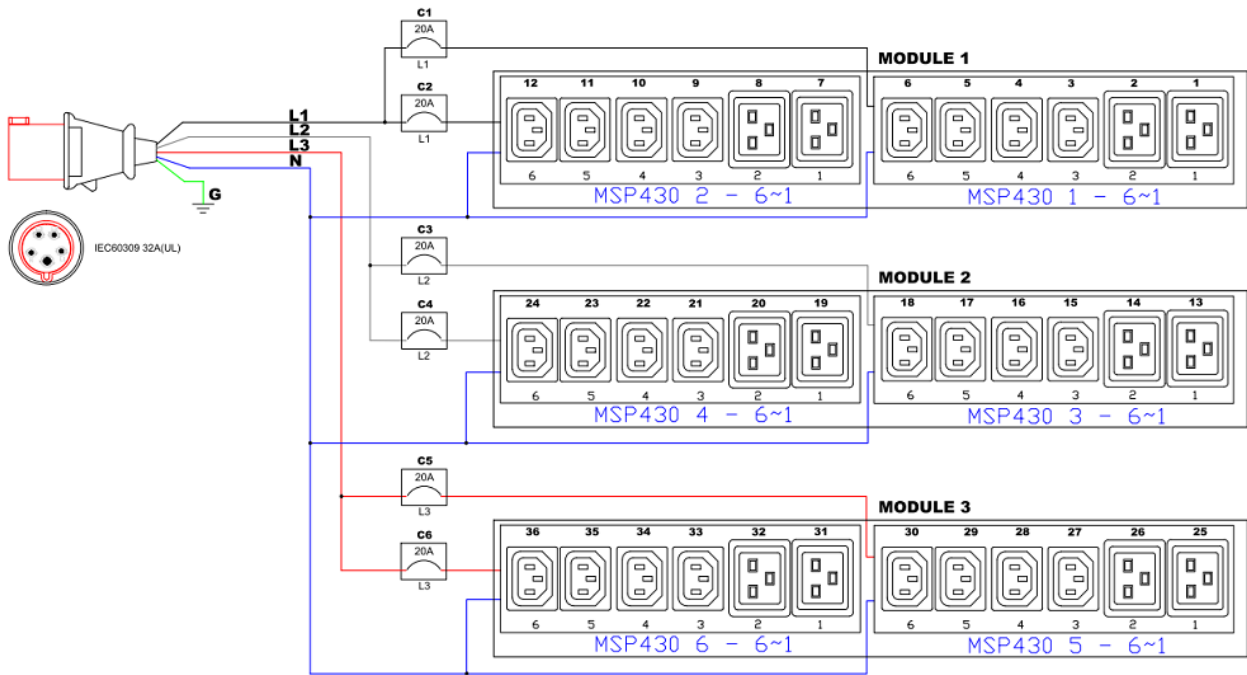 C1
20A
L1
MODULE 1
C2
20A
L1
12 11 10 9 8 7 6 5 4 3 2 1
6 5 4 3 2 1 6 5 4 3 2 1
MSP430 2 - 6~1 MSP430 1 - 6~1
L1
L2
L3
N
G
IEC60309 32A(UL)
C3
20A
L2
MODULE 2
C4
20A
L2
24 23 22 21 20 19 18 17 16 15 14 13
6 5 4 3 2 1 6 5 4 3 2 1
MSP430 4 - 6~1 MSP430 3 - 6~1
C5
20A
L3
MODULE 3
C6
20A
L3
36 35 34 33 32 31 30 29 28 27 26 25
6 5 4 3 2 1 6 5 4 3 2 1
MSP430 6 - 6~1 MSP430 5 - 6~1